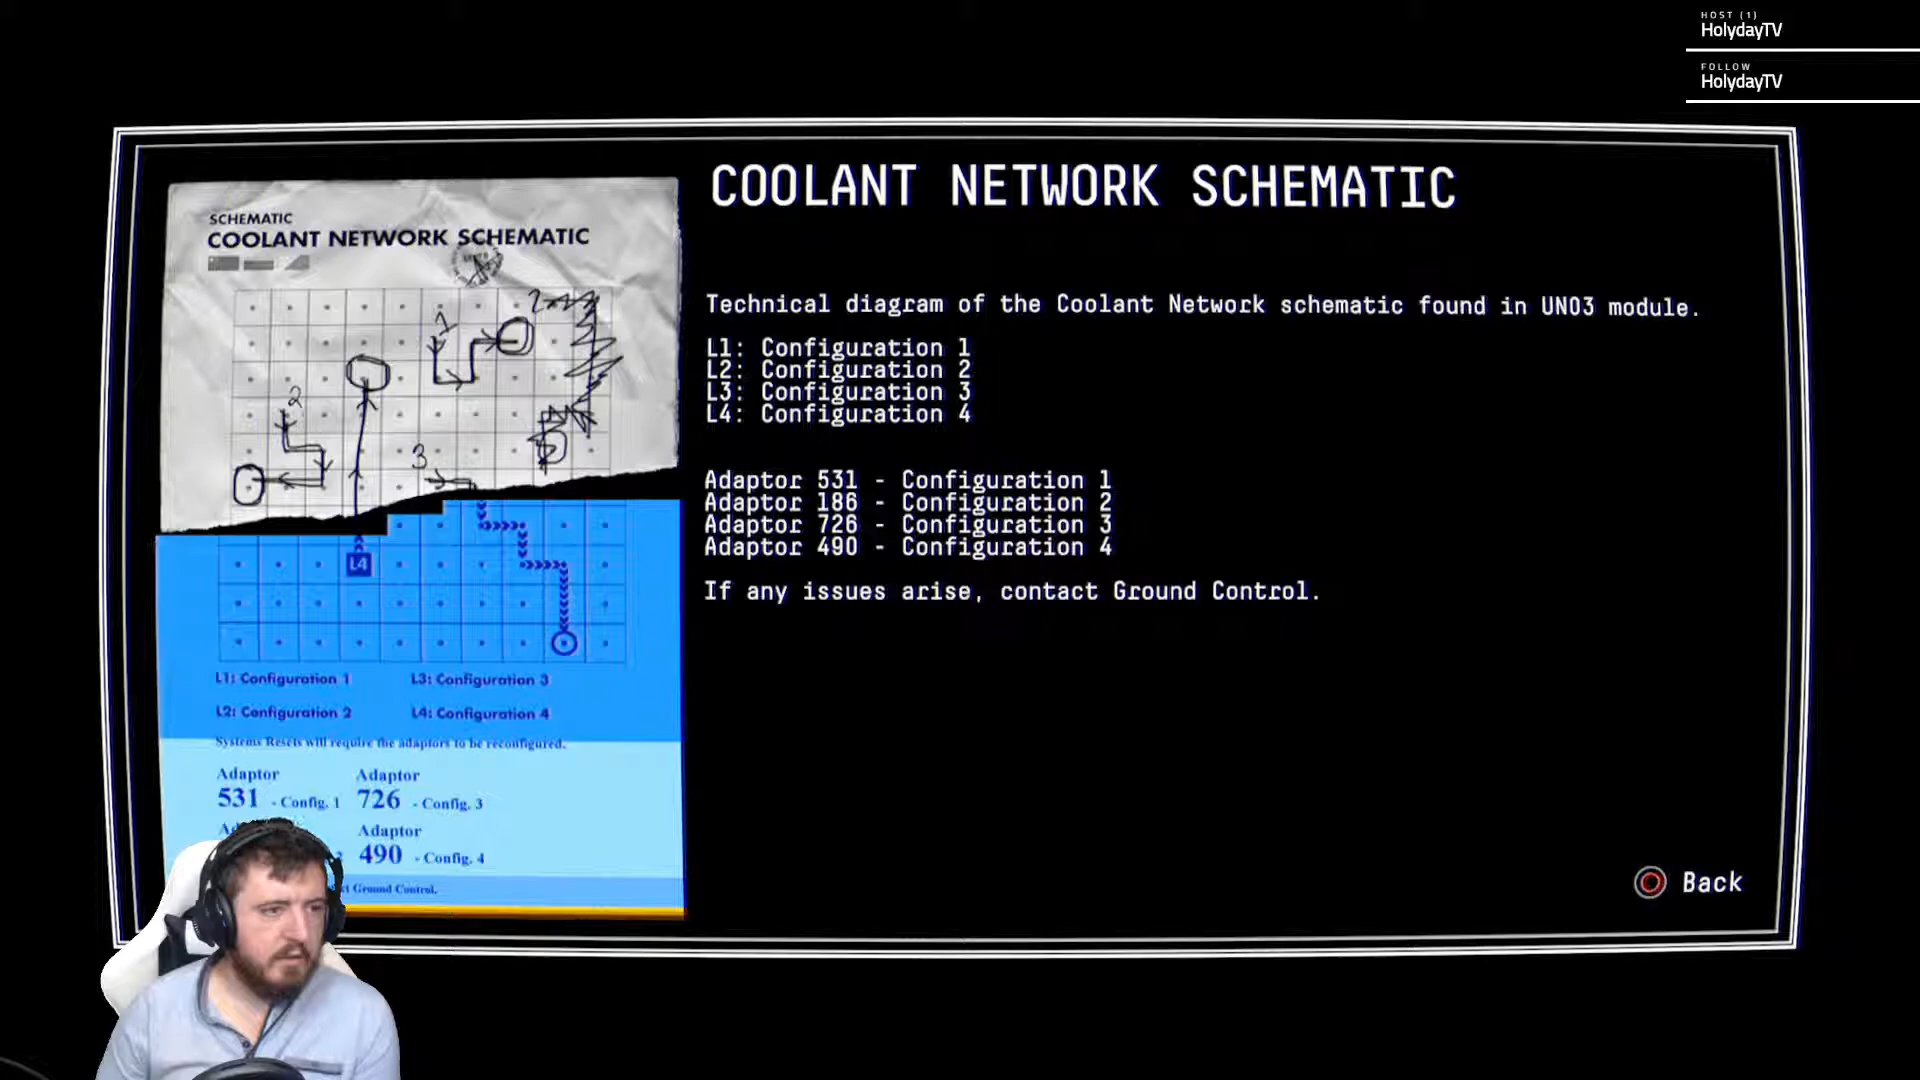 HOST (1)
HolydayTV
FOLLOW
HolydayTV
SCHEMATIC
COOLANT NETWORK SCHEMATIC
1
2
2
3
L4
L1: Configuration 1
L3: Configuration 3
L2: Configuration 2
L4: Configuration 4
Systems Resets will require the adaptors to be reconfigured.
Adaptor
531 - Config. 1
Adaptor
726 - Config. 3
Adaptor
490 - Config. 4
Ground Control.
COOLANT NETWORK SCHEMATIC
Technical diagram of the Coolant Network schematic found in UNO3 module.
L1: Configuration 1
L2: Configuration 2
L3: Configuration 3
L4: Configuration 4
Adaptor 531 - Configuration 1
Adaptor 186 - Configuration 2
Adaptor 726 - Configuration 3
Adaptor 490 - Configuration 4
If any issues arise, contact Ground Control.
Back